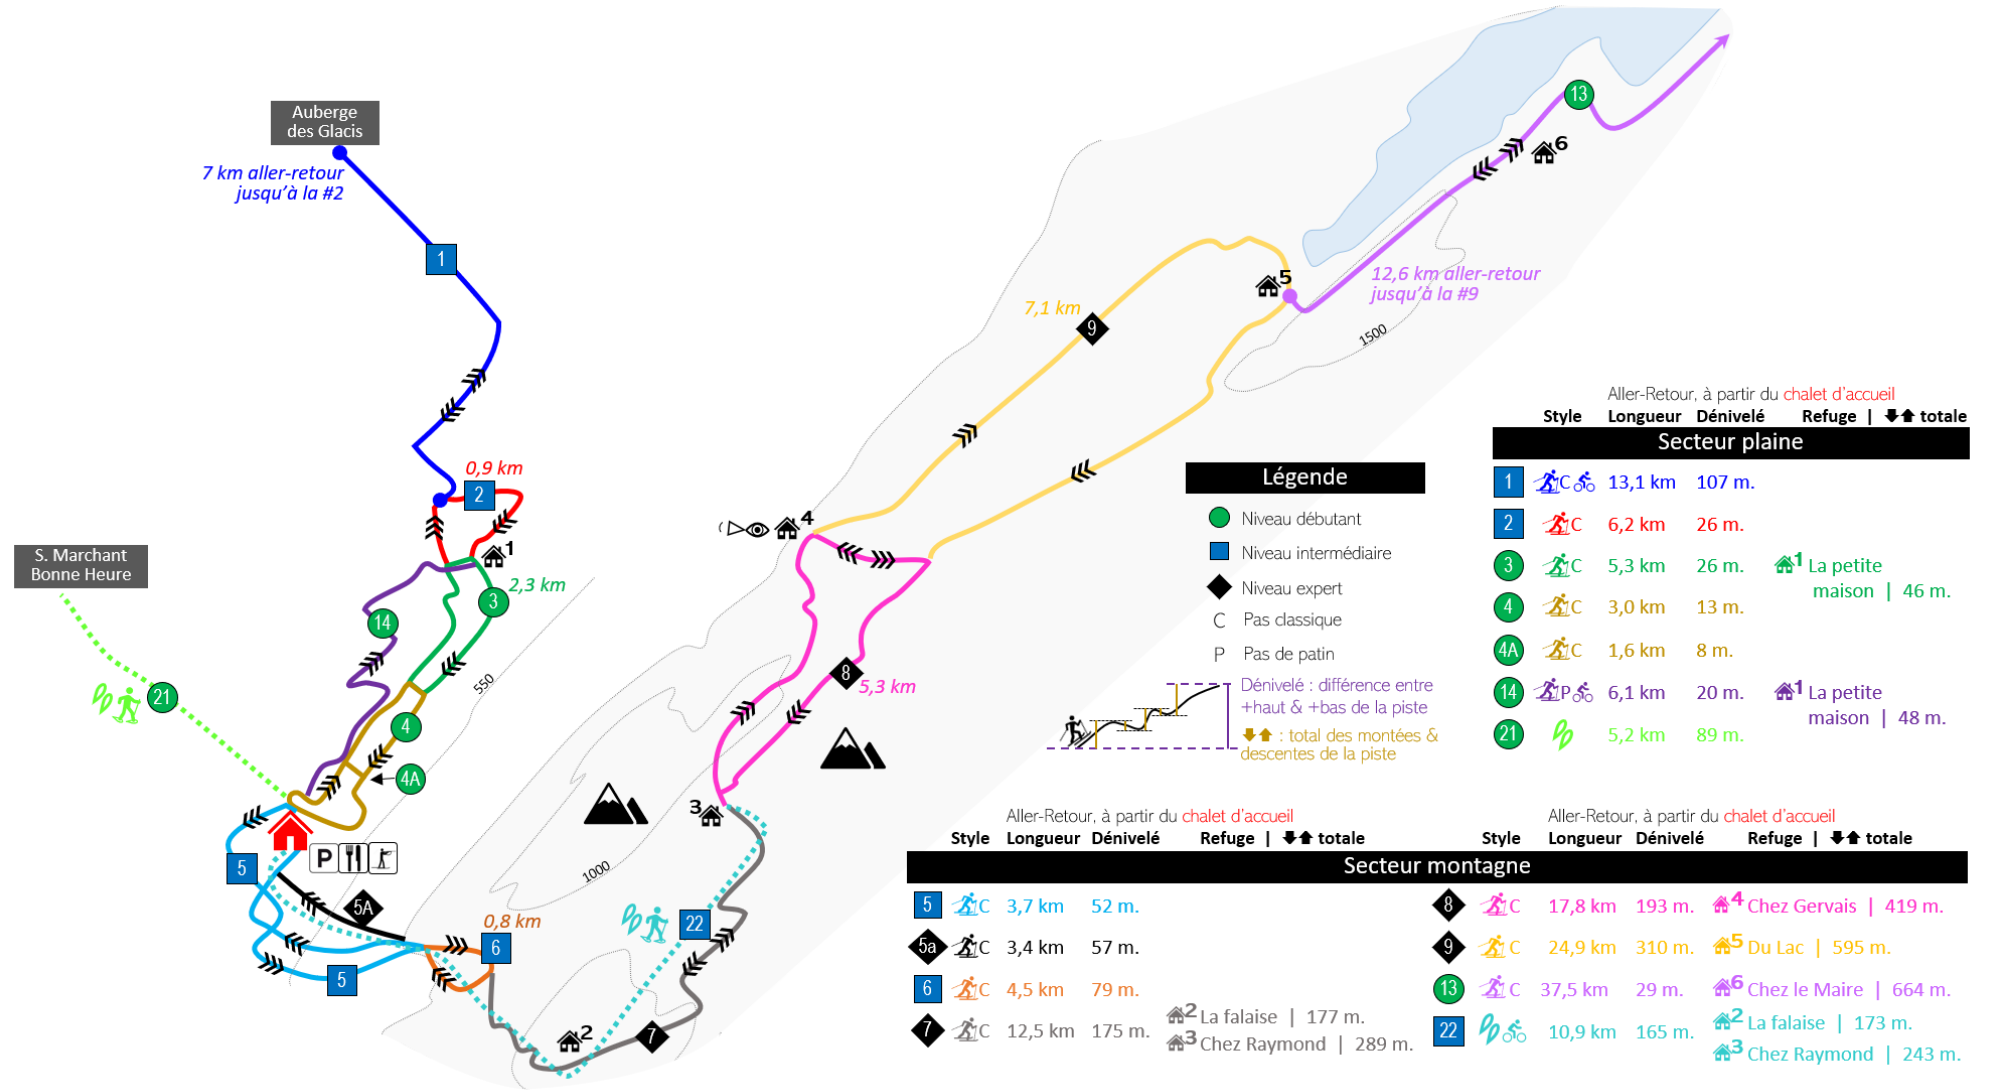 Auberge
des Glacis
7 km aller-retour
jusqu'à la #2
1
0,9 km
2
1
S. Marchant
Bonne Heure
3
2,3 km
14
550
21
4
4A
5
P
5A
0,8 km
6
5
2
7
22
1000
3
8
5,3 km
4
7,1 km
9
5
12,6 km aller-retour
jusqu'à la #9
1500
13
6
Légende
Niveau débutant
Niveau intermédiaire
Niveau expert
C Pas classique
P Pas de patin
Dénivelé : différence entre
+haut & +bas de la piste
: total des montées &
descentes de la piste
Aller-Retour, à partir du chalet d'accueil
Style Longueur Dénivelé Refuge | totale
Secteur plaine
1 C 13,1 km 107 m.
2 C 6,2 km 26 m.
3 C 5,3 km 26 m. 1 La petite
maison | 46 m.
4 C 3,0 km 13 m.
4A C 1,6 km 8 m.
14 P 6,1 km 20 m. 1 La petite
maison | 48 m.
21 5,2 km 89 m.
Aller-Retour, à partir du chalet d'accueil
Style Longueur Dénivelé Refuge | totale
Aller-Retour, à partir du chalet d'accueil
Style Longueur Dénivelé Refuge | totale
Secteur montagne
5 C 3,7 km 52 m.
5a C 3,4 km 57 m.
6 C 4,5 km 79 m.
7 C 12,5 km 175 m. 2 La falaise | 177 m.
3 Chez Raymond | 289 m.
8 C 17,8 km 193 m. 4 Chez Gervais | 419 m.
9 C 24,9 km 310 m. 5 Du Lac | 595 m.
13 C 37,5 km 29 m. 6 Chez le Maire | 664 m.
22 10,9 km 165 m. 2 La falaise | 173 m.
3 Chez Raymond | 243 m.